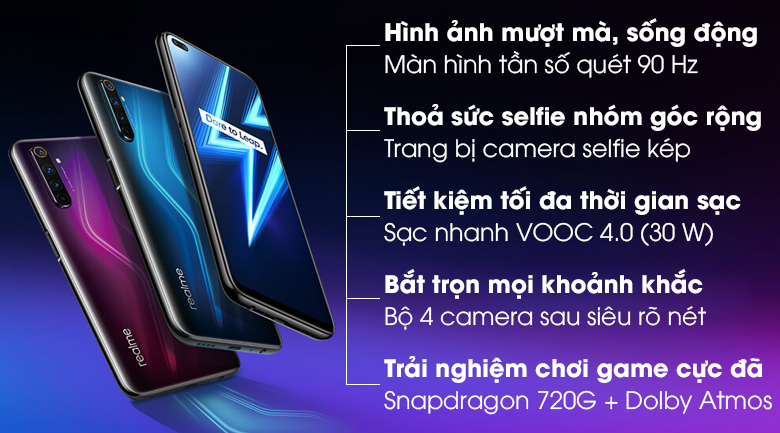 Hình ảnh mượt mà, sống động
Màn hình tần số quét 90 Hz
Thoả sức selfie nhóm góc rộng
Trang bị camera selfie kép
Tiết kiệm tối đa thời gian sạc
Sạc nhanh VOOC 4.0 (30 W)
Bắt trọn mọi khoảnh khắc
Bộ 4 camera sau siêu rõ nét
Trải nghiệm chơi game cực đã
Snapdragon 720G + Dolby Atmos
Dare to Leap.
realme
realme